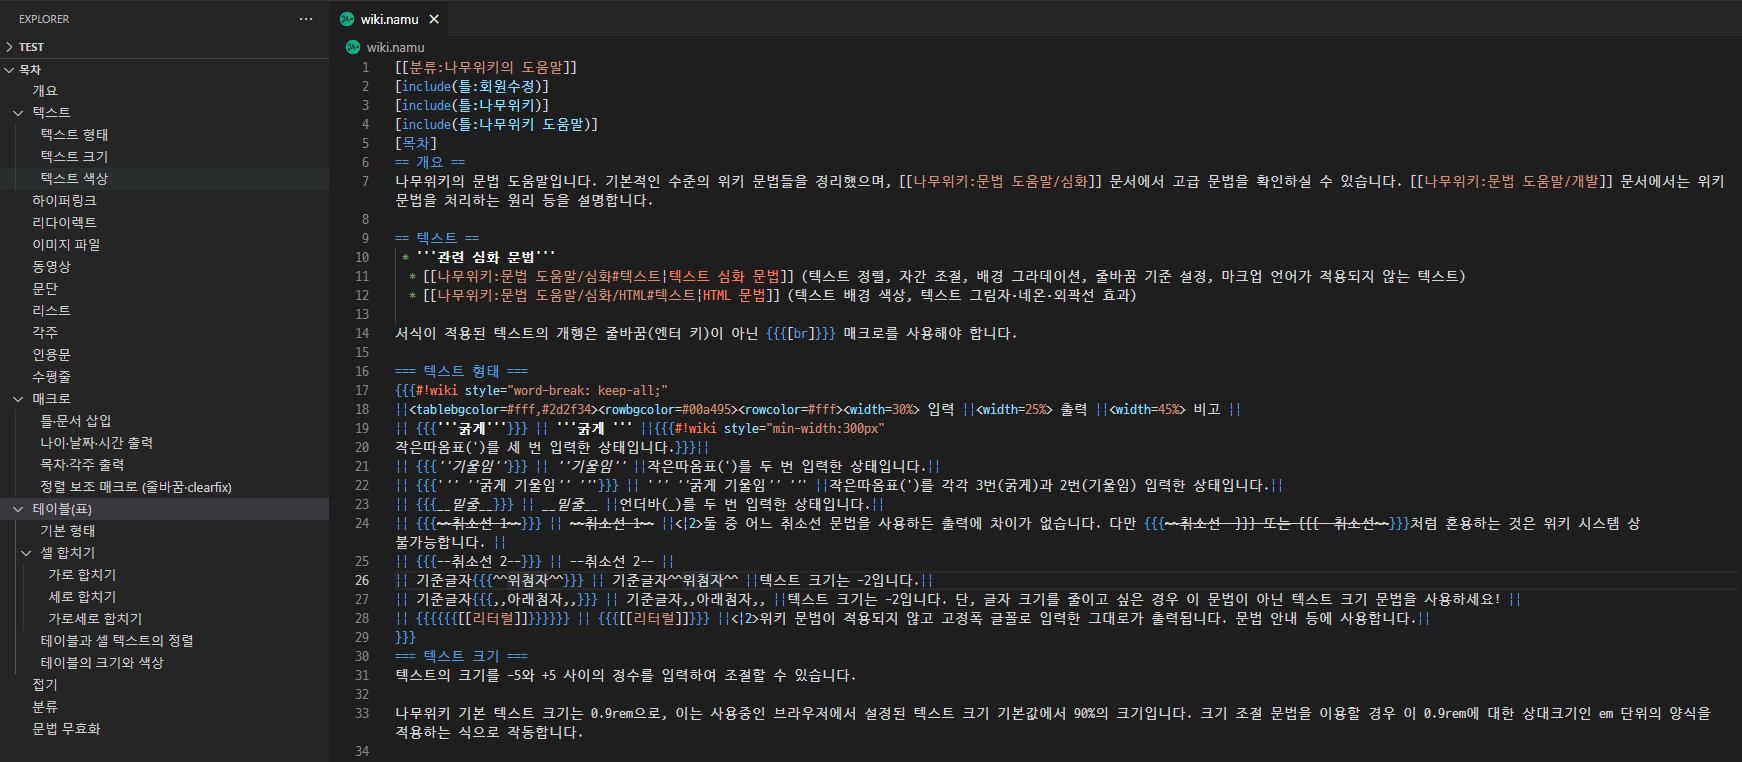 EXPLORER
TEST
목차
개요
텍스트
텍스트 형태
텍스트 크기
텍스트 색상
하이퍼링크
리다이렉트
이미지 파일
동영상
문단
리스트
각주
인용문
수평줄
매크로
틀·문서 삽입
나이·날짜·시간 출력
목차·각주 출력
정렬 보조 매크로 (줄바꿈·clearfix)
테이블(표)
기본 형태
셀 합치기
가로 합치기
세로 합치기
가로세로 합치기
테이블과 셀 텍스트의 정렬
테이블의 크기와 색상
접기
분류
문법 무효화
wiki.namu
wiki.namu
1 [[분류:나무위키의 도움말]]
2 [include(틀:회원수정)]
3 [include(틀:나무위키)]
4 [include(틀:나무위키 도움말)]
5 [목차]
6 == 개요 ==
7 나무위키의 문법 도움말입니다. 기본적인 수준의 위키 문법들을 정리했으며, [[나무위키:문법 도움말/심화]] 문서에서 고급 문법을 확인하실 수 있습니다. [[나무위키:문법 도움말/개발]] 문서에서는 위키
문법을 처리하는 원리 등을 설명합니다.
8
9 == 텍스트 ==
10 * '''관련 심화 문법'''
11 * [[나무위키:문법 도움말/심화#텍스트|텍스트 심화 문법]] (텍스트 정렬, 자간 조절, 배경 그라데이션, 줄바꿈 기준 설정, 마크업 언어가 적용되지 않는 텍스트)
12 * [[나무위키:문법 도움말/심화/HTML#텍스트|HTML 문법]] (텍스트 배경 색상, 텍스트 그림자·네온·외곽선 효과)
13
14 서식이 적용된 텍스트의 개행은 줄바꿈(엔터 키)이 아닌 {{{[br]}}} 매크로를 사용해야 합니다.
15
16 === 텍스트 형태 ===
17 {{{#!wiki style="word-break: keep-all;"
18 ||<tablebgcolor=#fff,#2d2f34><rowbgcolor=#00a495><rowcolor=#fff><width=30%> 입력 ||<width=25%> 출력 ||<width=45%> 비고 ||
19 || {{{'''굵게'''}}} || '''굵게 ''' ||{{{#!wiki style="min-width:300px"
20 작은따옴표(')를 세 번 입력한 상태입니다.}}}||
21 || {{{''기울임''}}} || ''기울임'' ||작은따옴표(')를 두 번 입력한 상태입니다.||
22 || {{{''' ''굵게 기울임'' '''}}} || ''' ''굵게 기울임'' ''' ||작은따옴표(')를 각각 3번(굵게)과 2번(기울임) 입력한 상태입니다.||
23 || {{{__밑줄__}}} || __밑줄__ ||언더바(_)를 두 번 입력한 상태입니다.||
24 || {{{~~취소선 1~~}}} || ~~취소선 1~~ ||<|2>둘 중 어느 취소선 문법을 사용하든 출력에 차이가 없습니다. 다만 {{{~~취소선--}}} 또는 {{{--취소선~~}}}처럼 혼용하는 것은 위키 시스템 상
불가능합니다. ||
25 || {{{--취소선 2--}}} || --취소선 2-- ||
26 || 기준글자{{{^^위첨자^^}}} || 기준글자^^위첨자^^ ||텍스트 크기는 -2입니다.||
27 || 기준글자{{{,,아래첨자,,}}} || 기준글자,,아래첨자,, ||텍스트 크기는 -2입니다. 단, 글자 크기를 줄이고 싶은 경우 이 문법이 아닌 텍스트 크기 문법을 사용하세요! ||
28 || {{{{{{[[리터럴]]}}}}}} || {{{[[리터럴]]}}} ||<|2>위키 문법이 적용되지 않고 고정폭 글꼴로 입력한 그대로가 출력됩니다. 문법 안내 등에 사용합니다.||
29 }}}
30 === 텍스트 크기 ===
31 텍스트의 크기를 -5와 +5 사이의 정수를 입력하여 조절할 수 있습니다.
32
33 나무위키 기본 텍스트 크기는 0.9rem으로, 이는 사용중인 브라우저에서 설정된 텍스트 크기 기본값에서 90%의 크기입니다. 크기 조절 문법을 이용할 경우 이 0.9rem에 대한 상대크기인 em 단위의 양식을
적용하는 식으로 작동합니다.
34